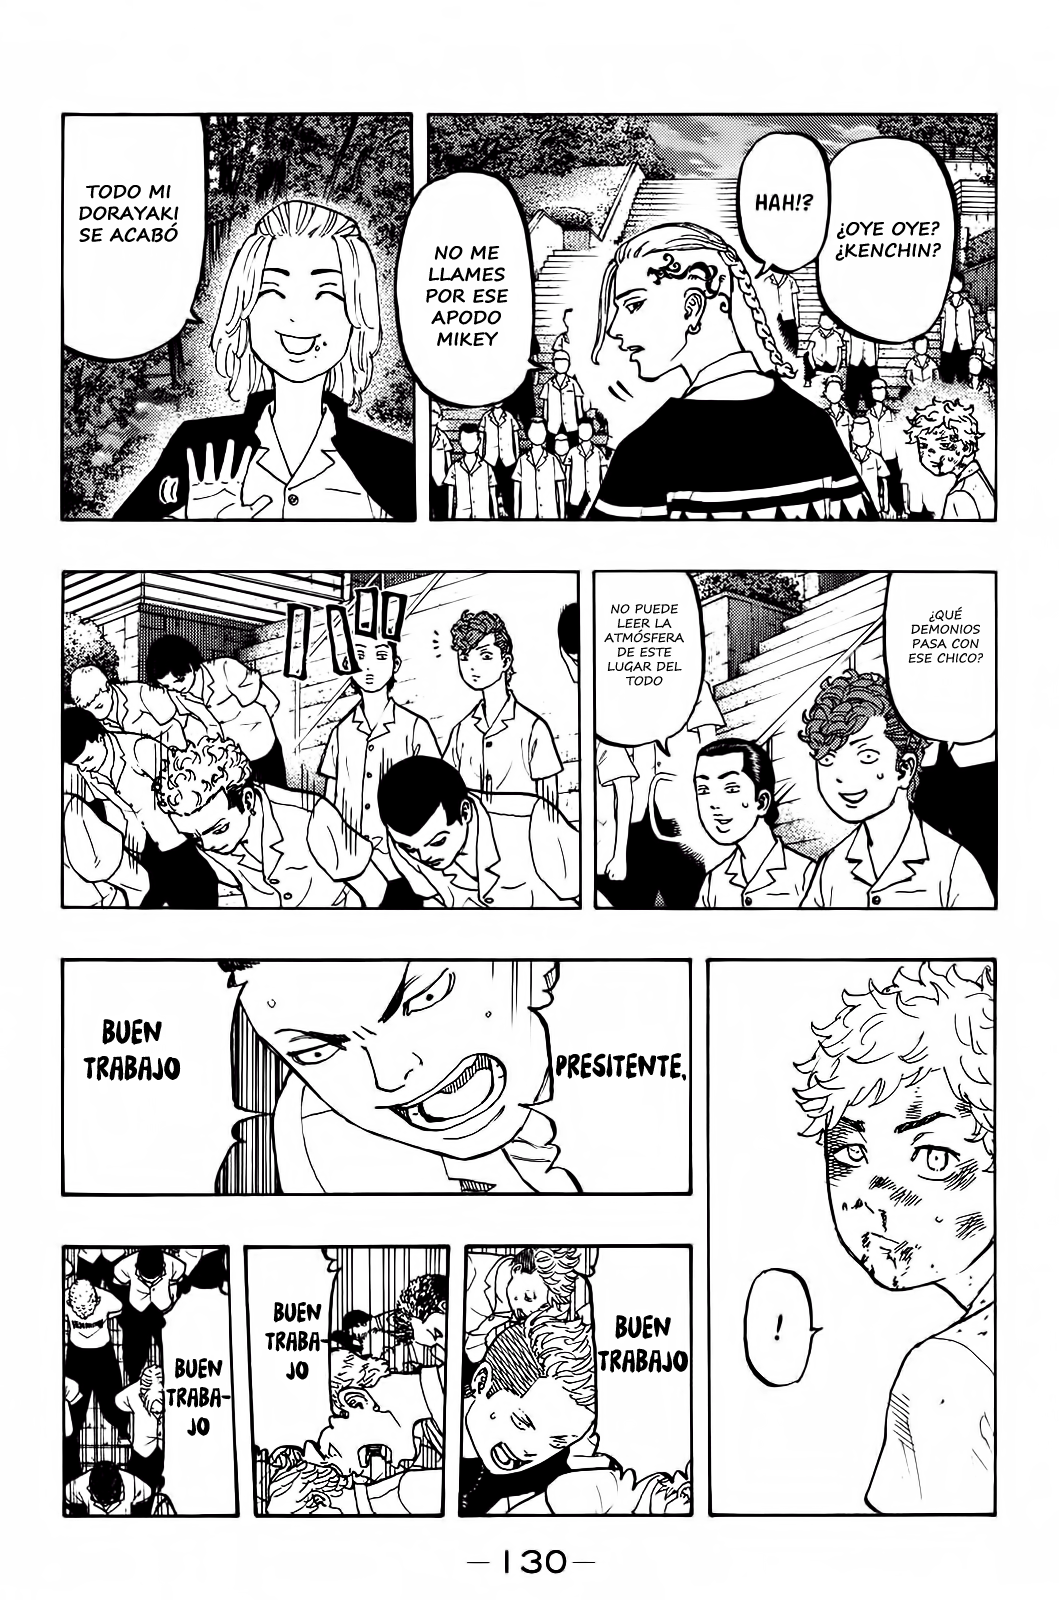 ¿OYE OYE?
¿KENCHIN?
HAH!?
NO ME
LLAMES
POR ESE
APODO
MIKEY
TODO MI
DORAYAKI
SE ACABÓ
¿QUÉ
DEMONIOS
PASA CON
ESE CHICO?
NO PUEDE
LEER LA
ATMÓSFERA
DE ESTE
LUGAR DEL
TODO
!
PRESITENTE,
BUEN
TRABAJO
BUEN
TRABAJO
BUEN
TRABA-
JO
BUEN
TRABA-
JO
—130—